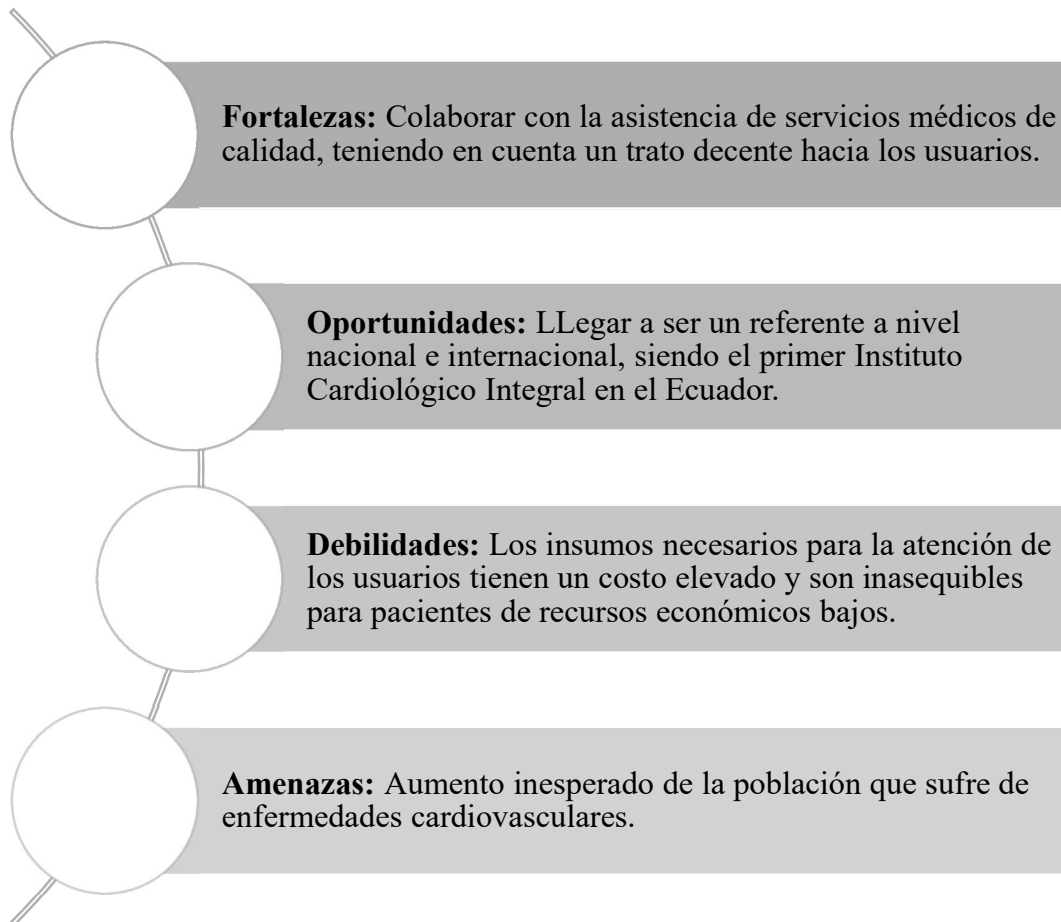 Fortalezas: Colaborar con la asistencia de servicios médicos de
calidad, teniendo en cuenta un trato decente hacia los usuarios.
Oportunidades: LLegar a ser un referente a nivel
nacional e internacional, siendo el primer Instituto
Cardiológico Integral en el Ecuador.
Debilidades: Los insumos necesarios para la atención de
los usuarios tienen un costo elevado y son inasequibles
para pacientes de recursos económicos bajos.
Amenazas: Aumento inesperado de la población que sufre de
enfermedades cardiovasculares.